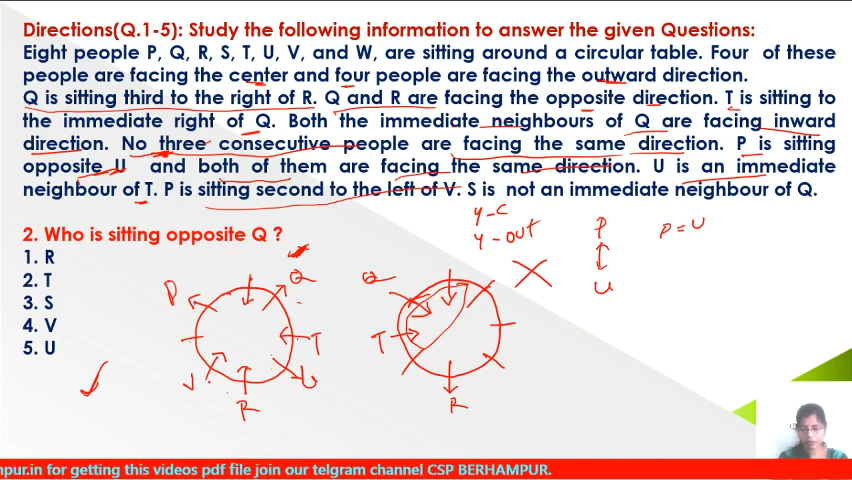 Directions(Q.1-5): Study the following information to answer the given Questions:
Eight people P, Q, R, S, T, U, V, and W, are sitting around a circular table. Four of these
people are facing the center and four people are facing the outward direction.
Q is sitting third to the right of R. Q and R are facing the opposite direction. T is sitting to
the immediate right of Q. Both the immediate neighbours of Q are facing inward
direction. No three consecutive people are facing the same direction. P is sitting
opposite U and both of them are facing the same direction. U is an immediate
neighbour of T. P is sitting second to the left of V. S is not an immediate neighbour of Q.
4-C
4-OUT
P
U
P = U
2. Who is sitting opposite Q ?
1. R
2. T
3. S
4. V
5. U
P
Q
T
U
R
V
Q
T
R
pur.in for getting this videos pdf file join our telgram channel CSP BERHAMPUR.